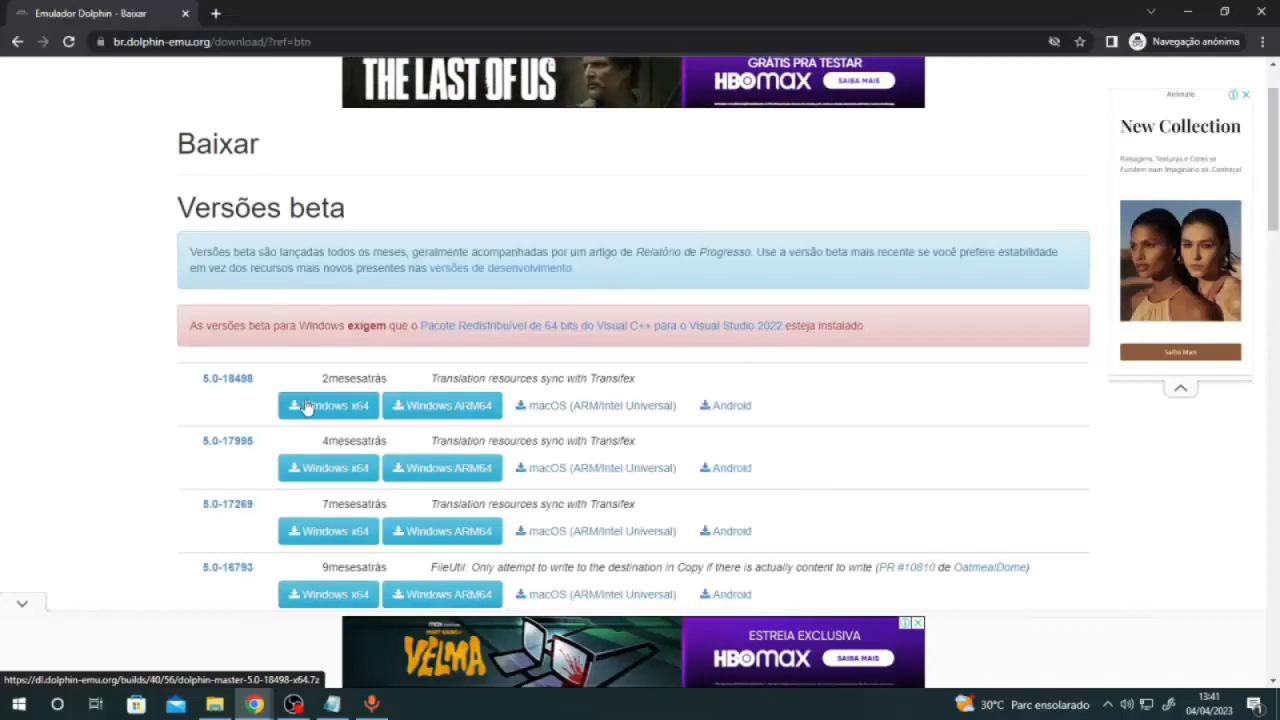 Emulador Dolphin - Baixar
br.dolphin-emu.org/download/?ref=btn
Navegação anônima
THE LAST OF US
GRÁTIS PRA TESTAR
HBOMAX
SAIBA MAIS
Animale
New Collection
Paisagens, Texturas e Cores se
Fundem num Imaginário só. Conheça!
Saiba Mais
Baixar
Versões beta
Versões beta são lançadas todos os meses, geralmente acompanhadas por um artigo de Relatório de Progresso. Use a versão beta mais recente se você prefere estabilidade
em vez dos recursos mais novos presentes nas versões de desenvolvimento.
As versões beta para Windows exigem que o Pacote Redistribuível de 64 bits do Visual C++ para o Visual Studio 2022 esteja instalado
5.0-18498 2mesesatrás Translation resources sync with Transifex
Windows x64 Windows ARM64 macOS (ARM/Intel Universal) Android
5.0-17995 4mesesatrás Translation resources sync with Transifex
Windows x64 Windows ARM64 macOS (ARM/Intel Universal) Android
5.0-17269 7mesesatrás Translation resources sync with Transifex
Windows x64 Windows ARM64 macOS (ARM/Intel Universal) Android
5.0-16793 9mesesatrás FileUtil: Only attempt to write to the destination in Copy if there is actually content to write (PR #10810 de OatmealDome)
Windows x64 Windows ARM64 macOS (ARM/Intel Universal) Android
VELMA
ESTREIA EXCLUSIVA
HBOMAX
SAIBA MAIS
https://dl.dolphin-emu.org/builds/40/56/dolphin-master-5.0-18498-x64.7z
30°C Parc ensolarado
13:41
04/04/2023